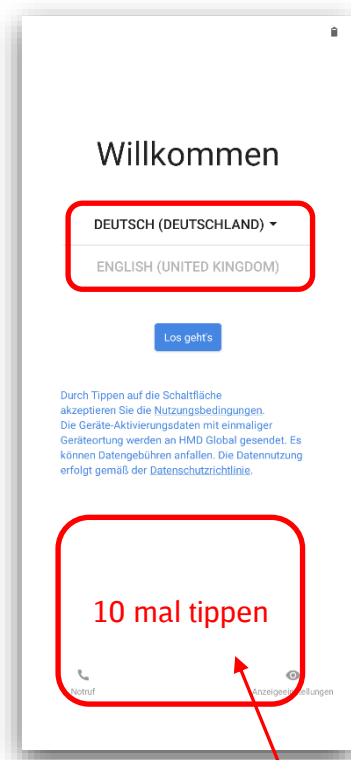 Willkommen
DEUTSCH (DEUTSCHLAND)
ENGLISH (UNITED KINGDOM)
Los geht's
Durch Tippen auf die Schaltfläche
akzeptieren Sie die Nutzungsbedingungen.
Die Geräte-Aktivierungsdaten mit einmaliger
Geräteortung werden an HMD Global gesendet. Es
können Datengebühren anfallen. Die Datennutzung
erfolgt gemäß der Datenschutzrichtlinie.
10 mal tippen
Notruf
Anzeigeeinstellungen